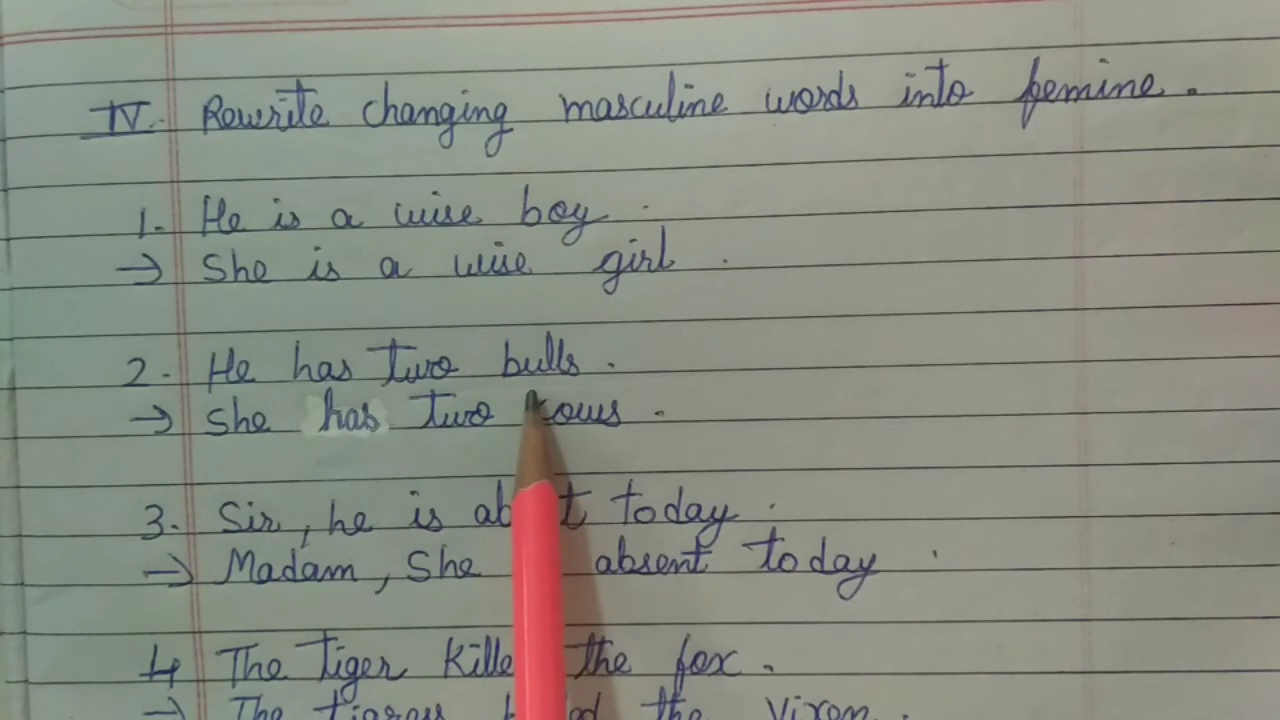 IV. Rewrite changing masculine words into femine.
1. He is a wise boy.
→ She is a wise girl.
2. He has two bulls.
→ She has two cows.
3. Sir, he is today.
→ Madam, She absent today.
4 The Tiger the fox.
→ The tigress the vixen.